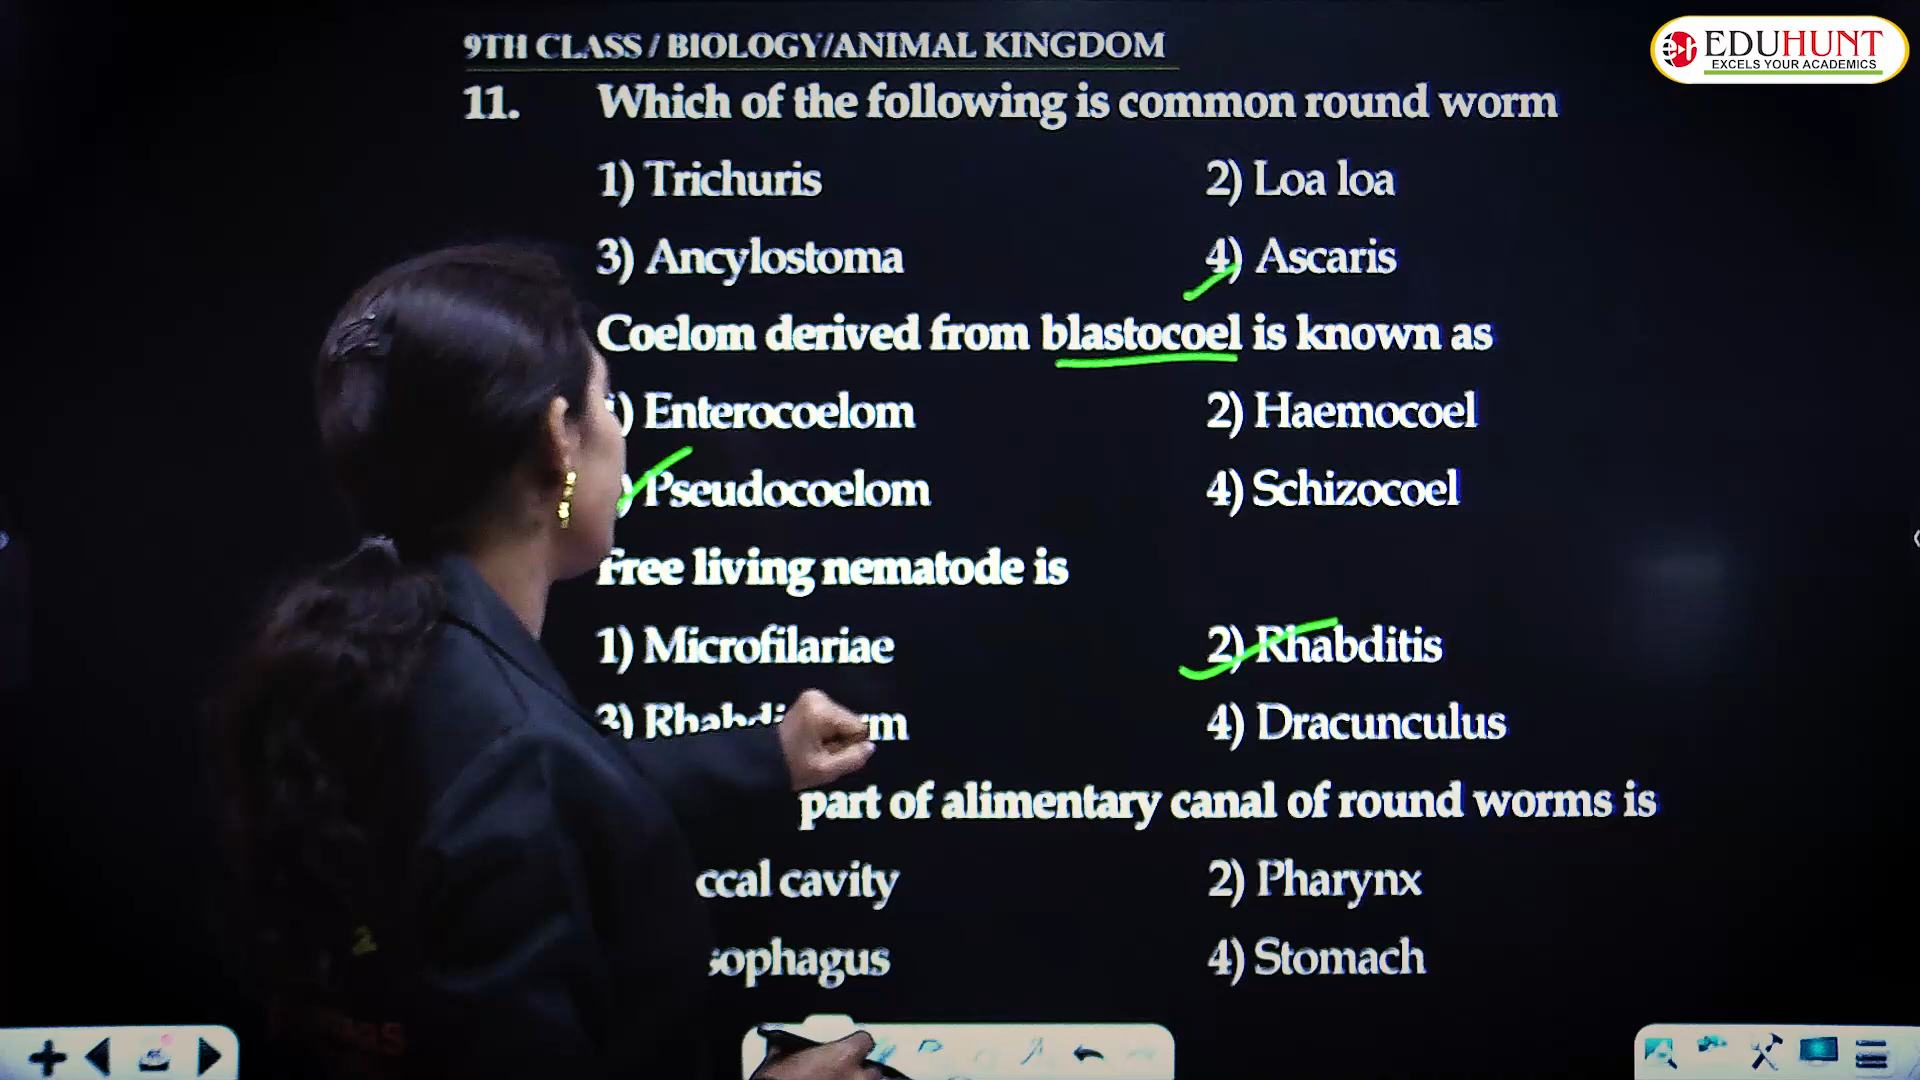 9TH CLASS / BIOLOGY/ANIMAL KINGDOM
EDUHUNT
EXCELS YOUR ACADEMICS
11. Which of the following is common round worm
1) Trichuris 2) Loa loa
3) Ancylostoma 4) Ascaris
Coelom derived from blastocoel is known as
) Enterocoelom 2) Haemocoel
) Pseudocoelom 4) Schizocoel
Free living nematode is
1) Microfilariae 2) Rhabditis
3) 4) Dracunculus
part of alimentary canal of round worms is
cavity 2) Pharynx
4) Stomach